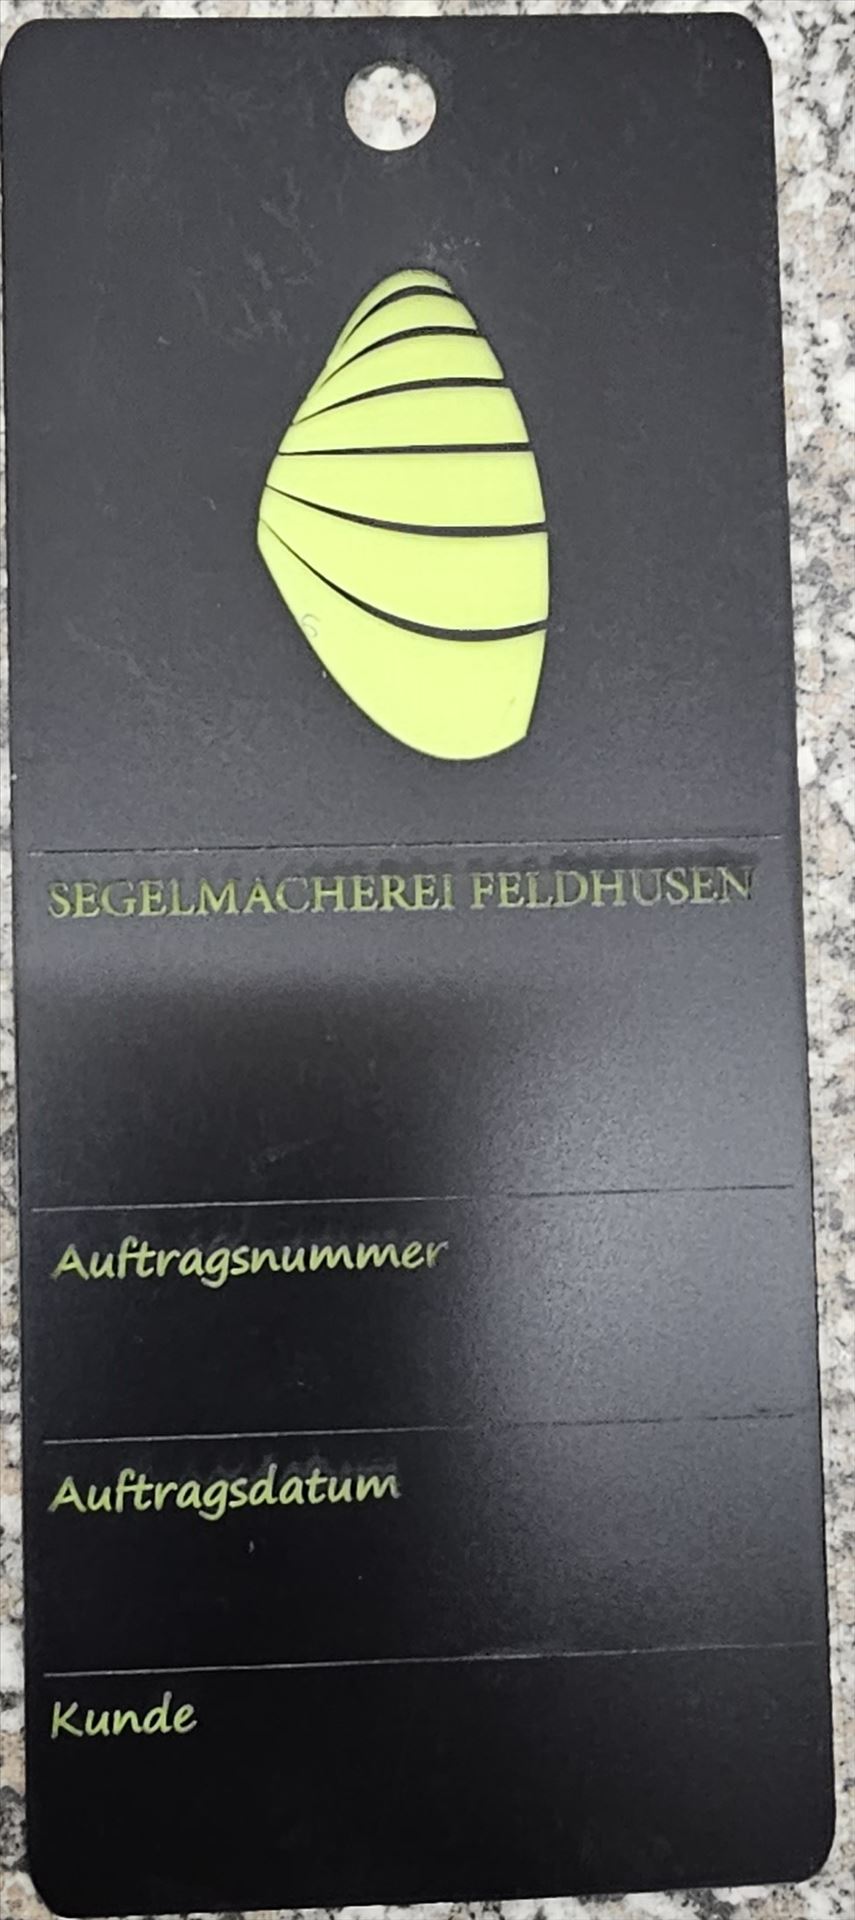 SEGELMACHEREI FELDHUSEN
Auftragsnummer
Auftragsdatum
Kunde